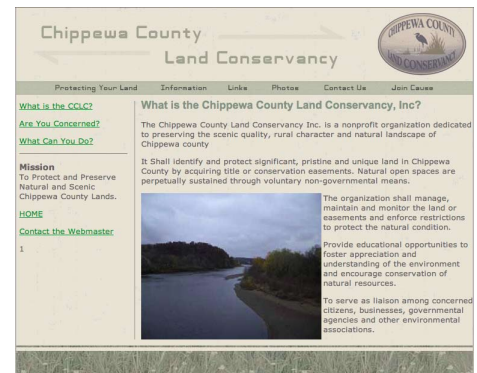 Chippewa County
Land Conservancy
CHIPPEWA COUNTY
LAND CONSERVANCY
Protecting Your Land Information Links Photos Contact Us Join Cause
What is the CCLC?
Are You Concerned?
What Can You Do?
Mission
To Protect and Preserve
Natural and Scenic
Chippewa County Lands.
HOME
Contact the Webmaster
1
What is the Chippewa County Land Conservancy, Inc?
The Chippewa County Land Conservancy Inc. is a nonprofit organization dedicated
to preserving the scenic quality, rural character and natural landscape of
Chippewa county
It Shall identify and protect significant, pristine and unique land in Chippewa
County by acquiring title or conservation easements. Natural open spaces are
perpetually sustained through voluntary non-governmental means.
The organization shall manage,
maintain and monitor the land or
easements and enforce restrictions
to protect the natural condition.
Provide educational opportunities to
foster appreciation and
understanding of the environment
and encourage conservation of
natural resources.
To serve as liaison among concerned
citizens, businesses, governmental
agencies and other environmental
associations.